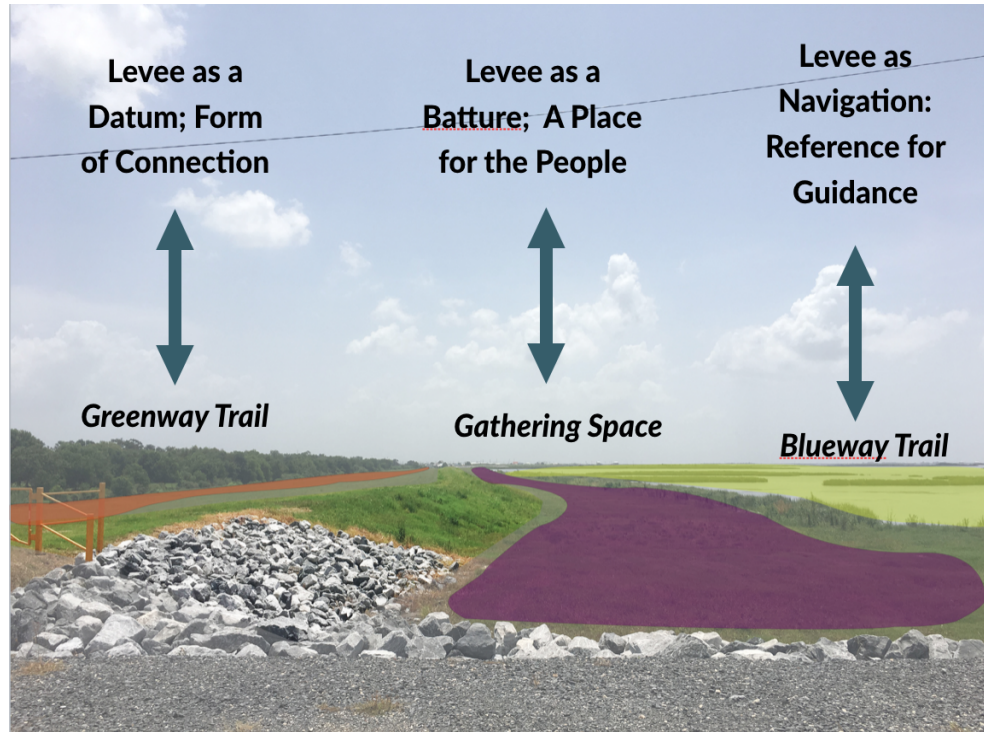 Levee as a
Datum; Form
of Connection
Levee as a
Batture;  A Place
for the People
Levee as
Navigation:
Reference for
Guidance
Greenway Trail
Gathering Space
Blueway Trail